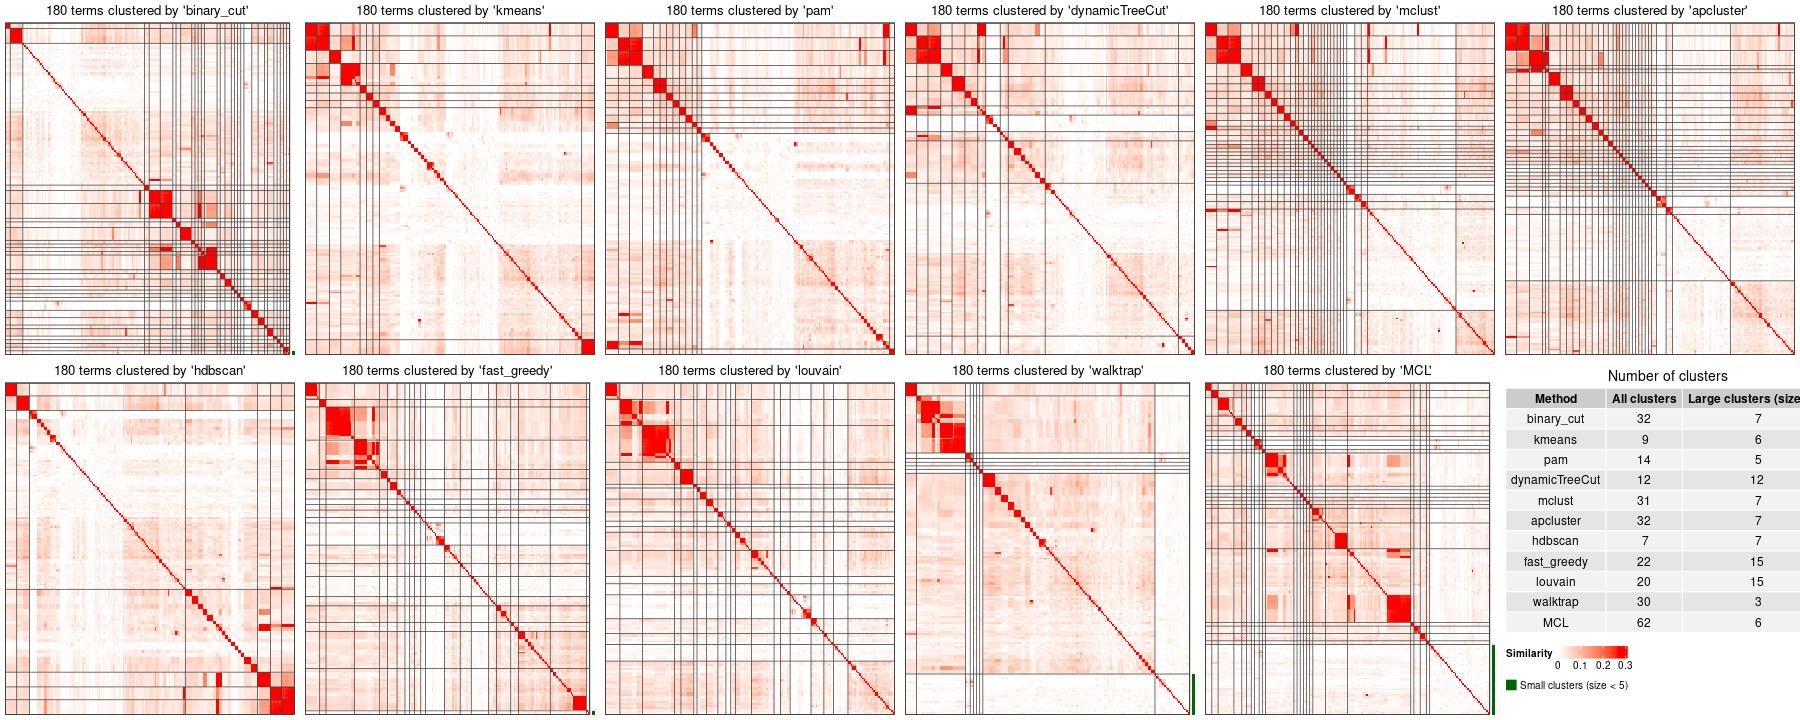 180 terms clustered by 'binary_cut'
180 terms clustered by 'kmeans'
180 terms clustered by 'pam'
180 terms clustered by 'dynamicTreeCut'
180 terms clustered by 'mclust'
180 terms clustered by 'apcluster'
180 terms clustered by 'hdbscan'
180 terms clustered by 'fast_greedy'
180 terms clustered by 'louvain'
180 terms clustered by 'walktrap'
180 terms clustered by 'MCL'
Number of clusters
Method All clusters Large clusters (size
binary_cut 32 7
kmeans 9 6
pam 14 5
dynamicTreeCut 12 12
mclust 31 7
apcluster 32 7
hdbscan 7 7
fast_greedy 22 15
louvain 20 15
walktrap 30 3
MCL 62 6
Similarity
0 0.1 0.2 0.3
Small clusters (size < 5)